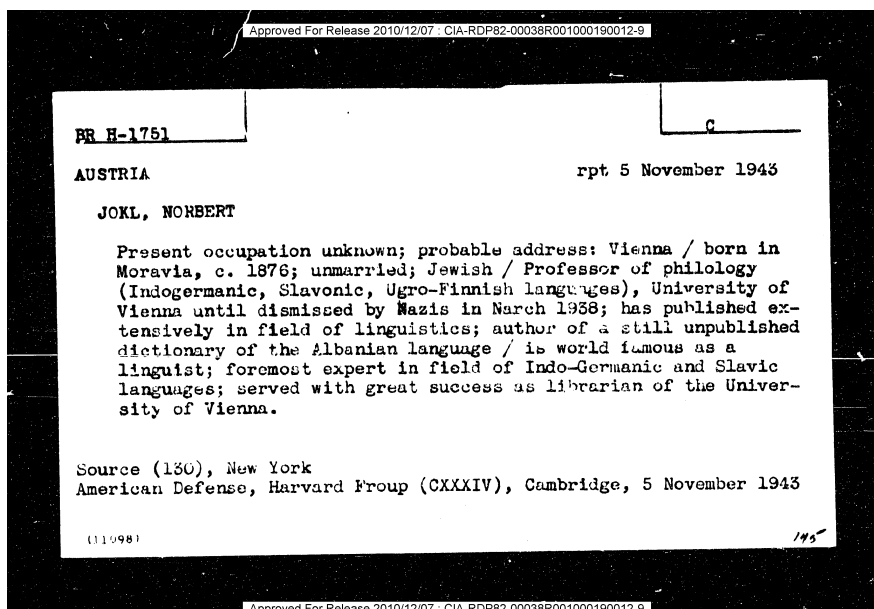 Approved For Release 2010/12/07 : CIA-RDP82-00038R001000190012-9
BR H-1751
C
AUSTRIA
rpt 5 November 1943
JOKL, NORBERT
Present occupation unknown; probable address: Vienna / born in
Moravia, c. 1876; unmarried; Jewish / Professor of philology
(Indogermanic, Slavonic, Ugro-Finnish languages), University of
Vienna until dismissed by Nazis in Narch 1938; has published ex-
tensively in field of linguistics; author of a still unpublished
dictionary of the Albanian language / is world famous as a
linguist; foremost expert in field of Indo-Germanic and Slavic
languages; served with great success as librarian of the Univer-
sity of Vienna.
Source (130), New York
American Defense, Harvard Froup (CXXXIV), Cambridge, 5 November 1943
(11098)
195
Approved For Release 2010/12/07 : CIA-RDP82-00038R001000190012-9